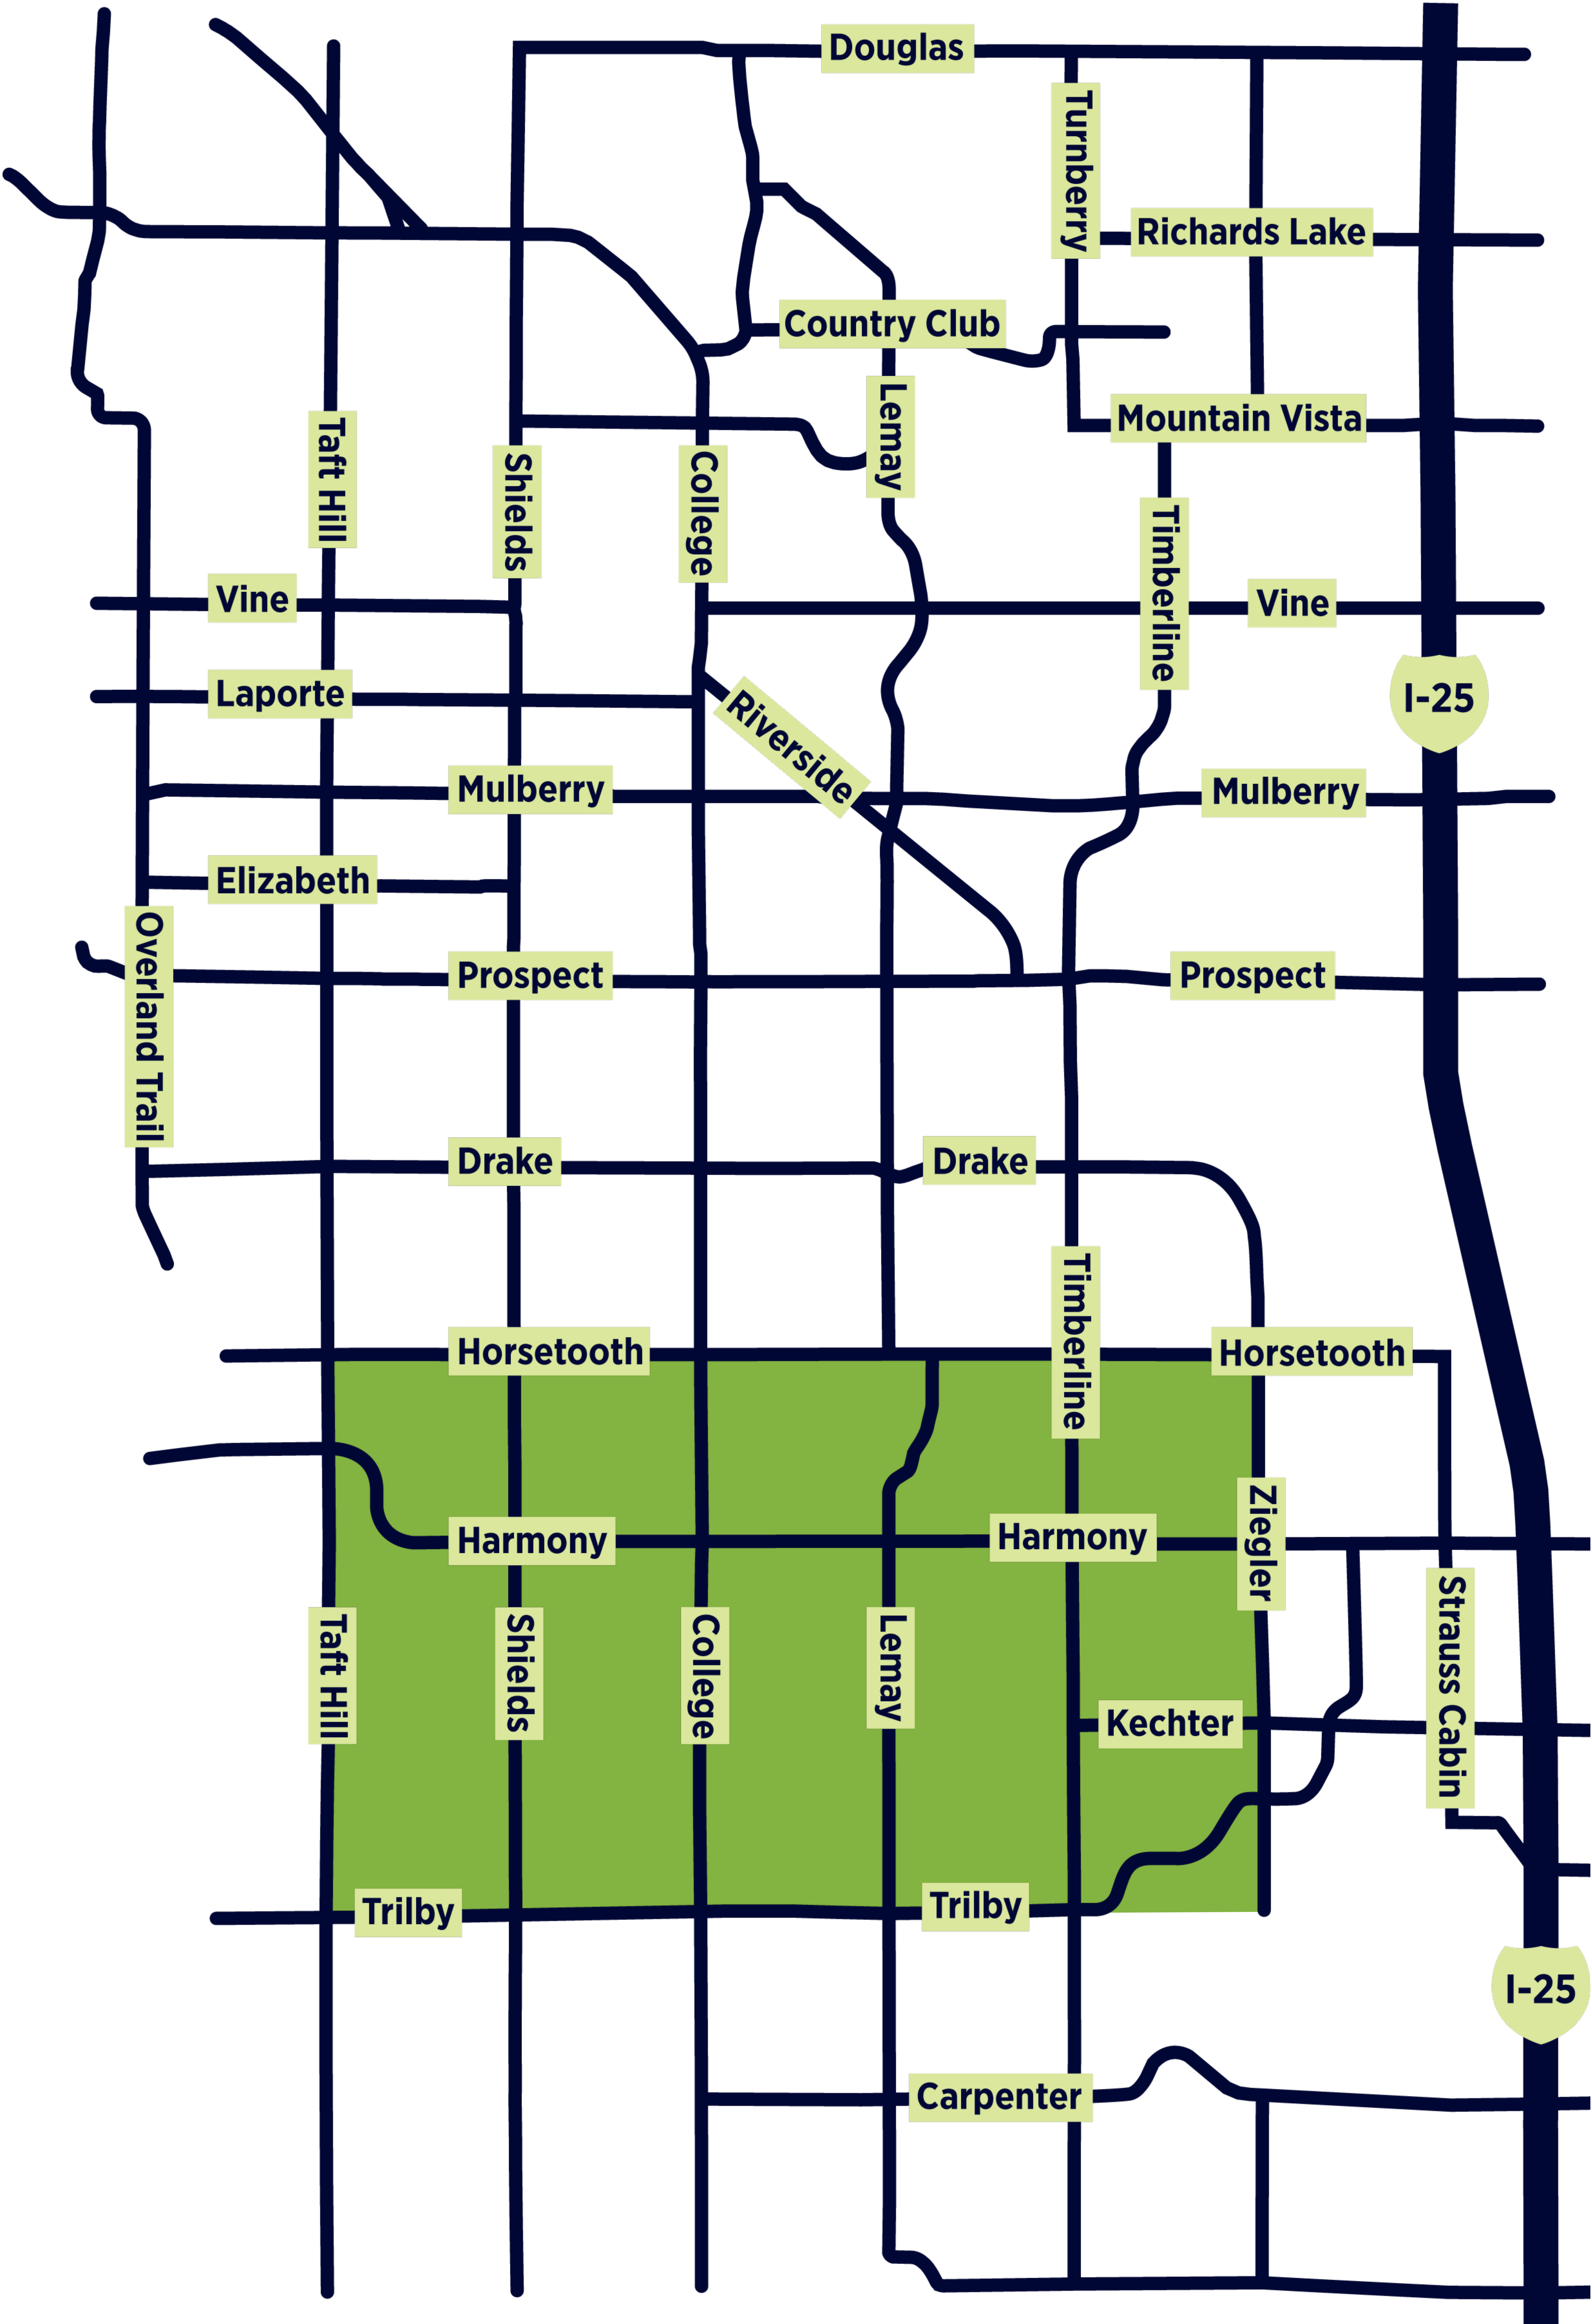 Douglas
Turnberry
Richards Lake
Country Club
Lemay
Mountain Vista
Taft Hill
Shields
College
Timberline
Vine
Vine
Laporte
I-25
Riverside
Mulberry
Mulberry
Elizabeth
Overland Trail
Prospect
Prospect
Drake
Drake
Timberline
Horsetooth
Horsetooth
Ziegler
Harmony
Harmony
Strauss Cabin
Taft Hill
Shields
College
Lemay
Kechter
Trilby
Trilby
I-25
Carpenter